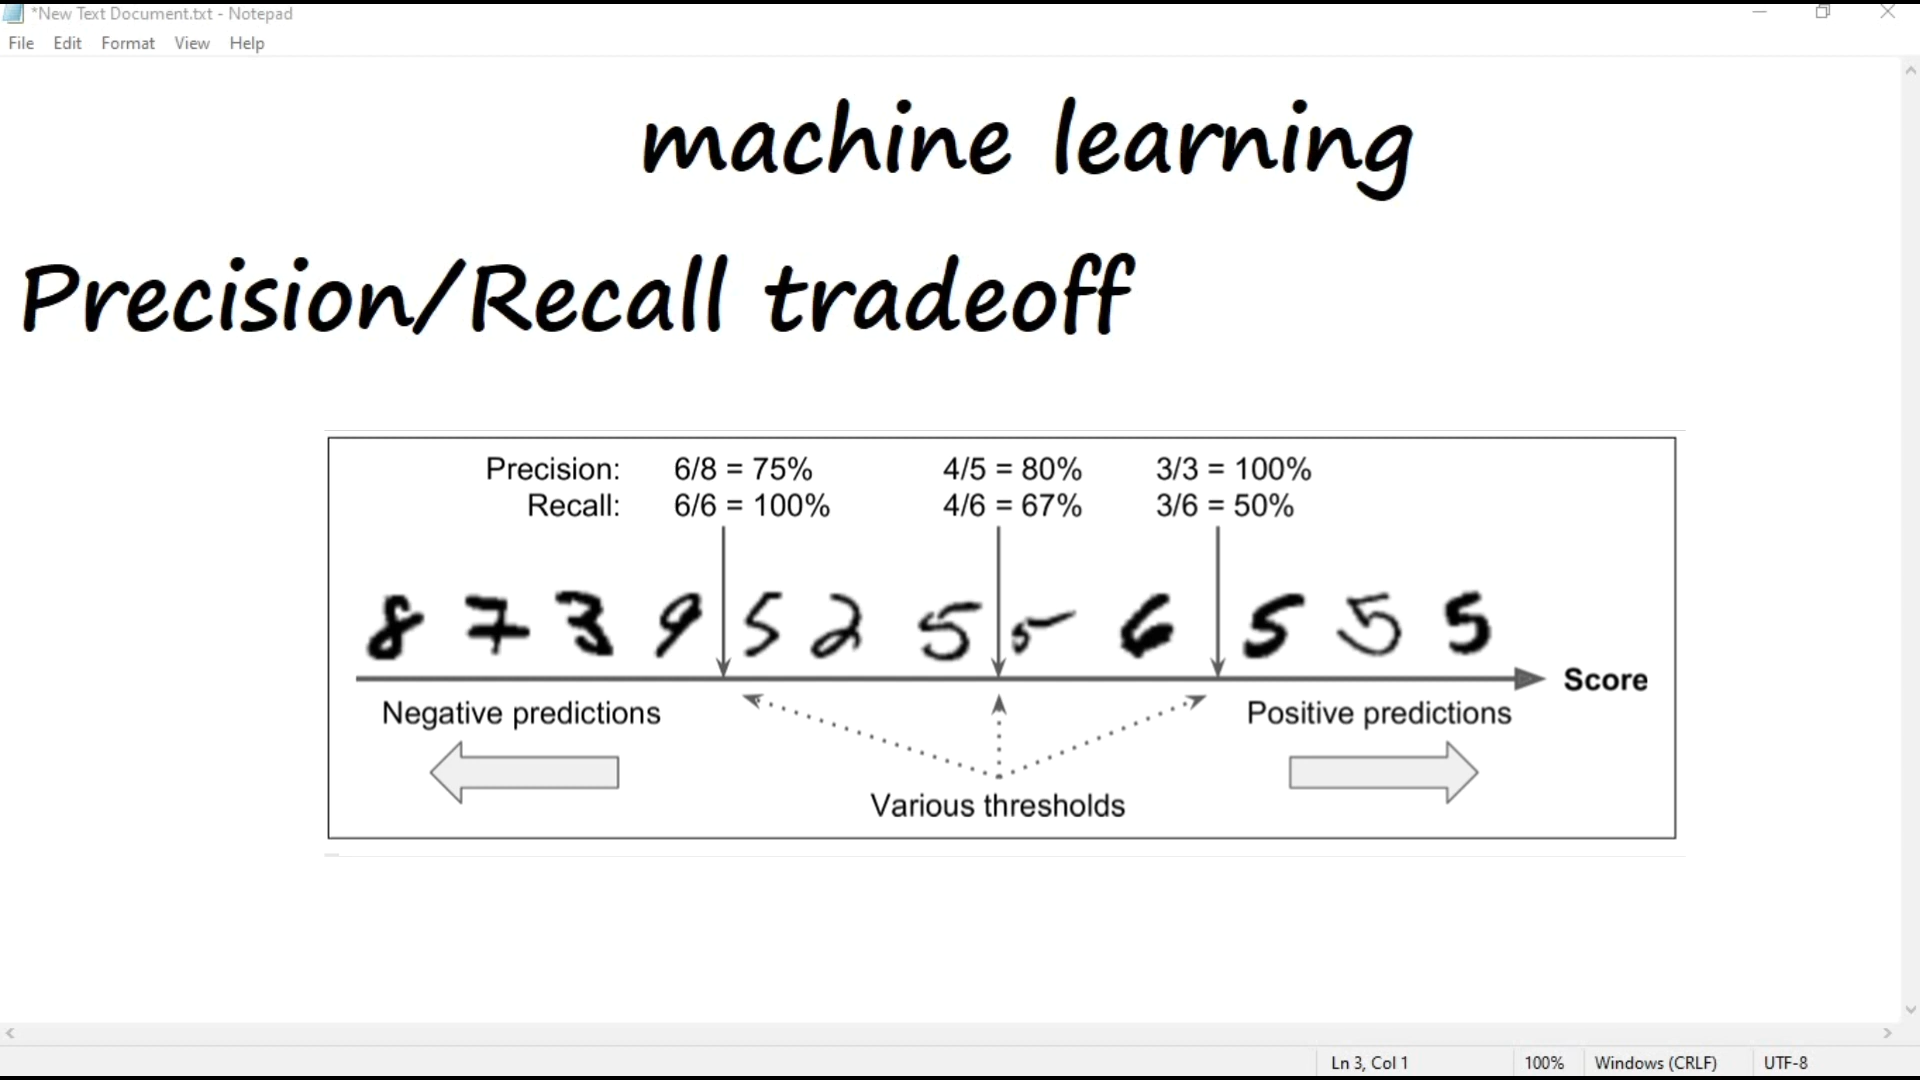 *New Text Document.txt - Notepad
File Edit Format View Help
machine learning
Precision/Recall tradeoff
Precision: 6/8 = 75% 4/5 = 80% 3/3 = 100%
Recall: 6/6 = 100% 4/6 = 67% 3/6 = 50%
8 7 3 9 5 2 5 5 6 5 5 5
Score
Negative predictions Positive predictions
Various thresholds
Ln 3, Col 1 100% Windows (CRLF) UTF-8